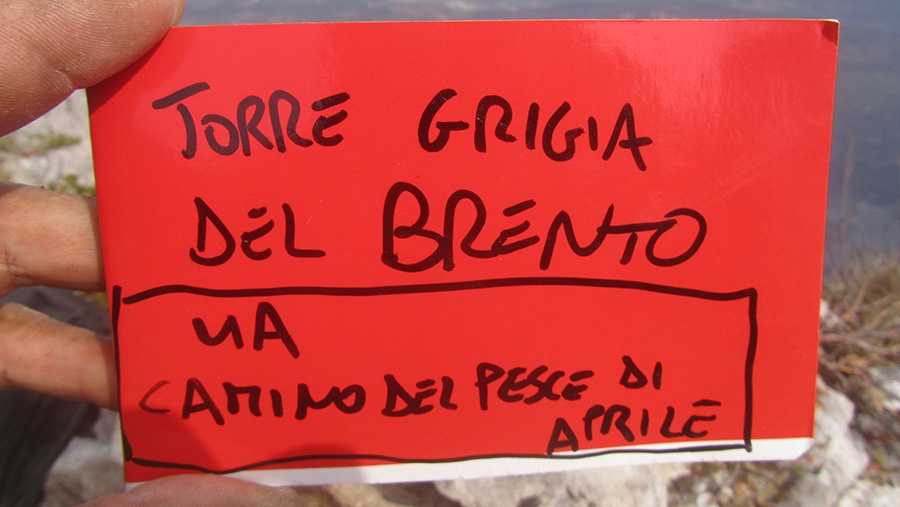 TORRE GRIGIA
DEL BRENTO
VIA
CAMINO DEL PESCE DI
APRILE